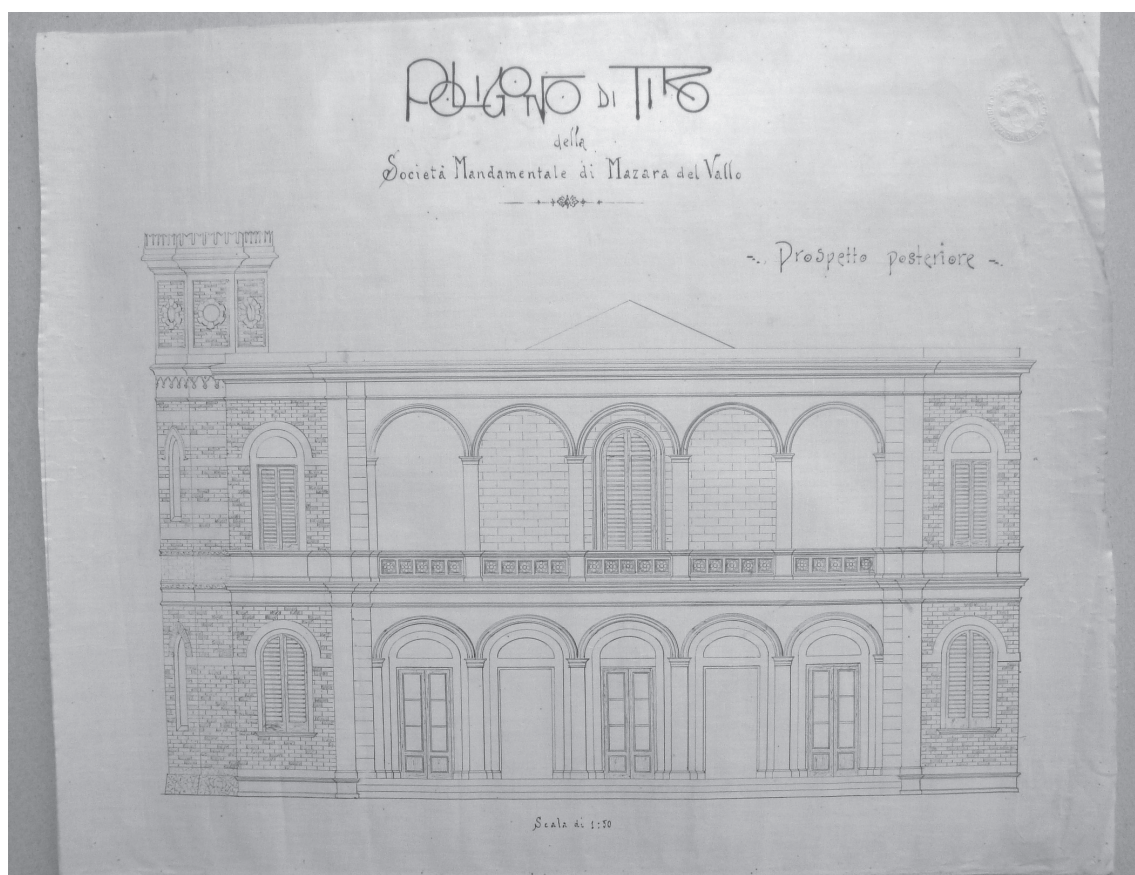 POLIGONO DI TIRO
della
Società Mandamentale di Mazara del Vallo
Prospetto posteriore
Scala di 1:50